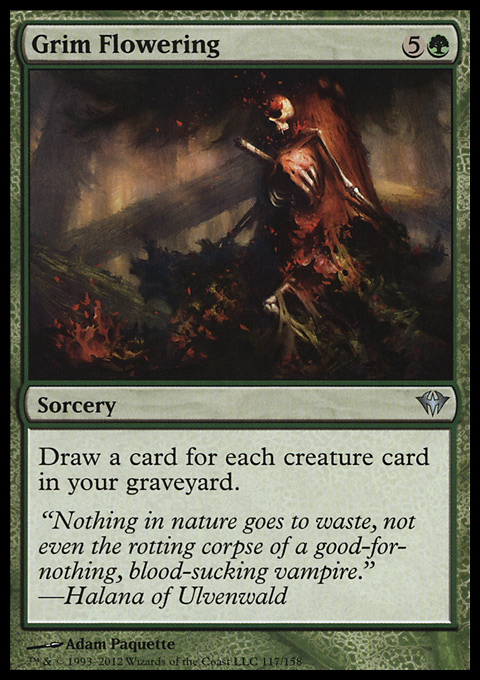 Grim Flowering 5
Sorcery
Draw a card for each creature card
in your graveyard.
“Nothing in nature goes to waste, not
even the rotting corpse of a good-for-
nothing, blood-sucking vampire.”
—Halana of Ulvenwald
Adam Paquette
™ & © 1993–2012 Wizards of the Coast LLC 117/158